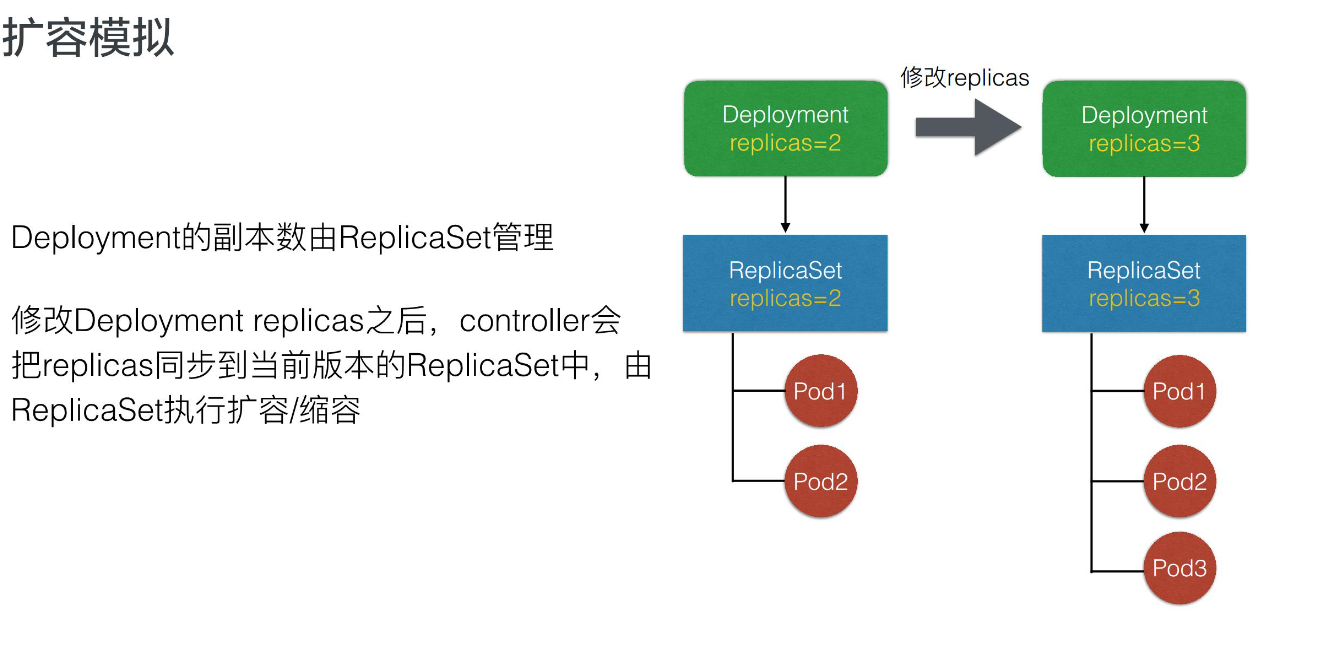 扩容模拟
Deployment的副本数由ReplicaSet管理
修改Deployment replicas之后，controller会
把replicas同步到当前版本的ReplicaSet中，由
ReplicaSet执行扩容/缩容
修改replicas
Deployment
replicas=2
ReplicaSet
replicas=2
Pod1
Pod2
Deployment
replicas=3
ReplicaSet
replicas=3
Pod1
Pod2
Pod3